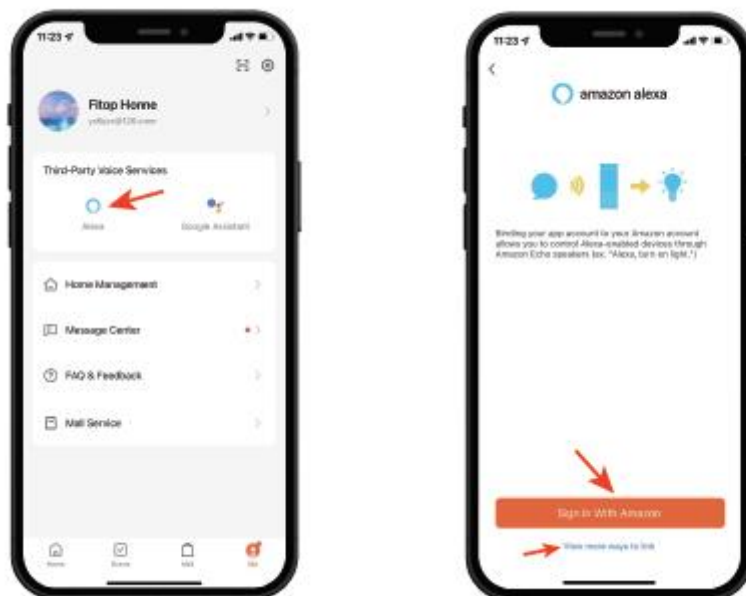 11:23
Fitop Home
Third-Party Voice Services
Alexa
Google Assistant
Home Management
Message Center
FAQ & Feedback
Mall Service
Home
Scene
Mall
Me
11:23
amazon alexa
Binding your app account to your Amazon account
allows you to control Alexa-enabled devices through
Amazon Echo speakers (ex: "Alexa, turn on light.")
Sign In With Amazon
View more ways to link